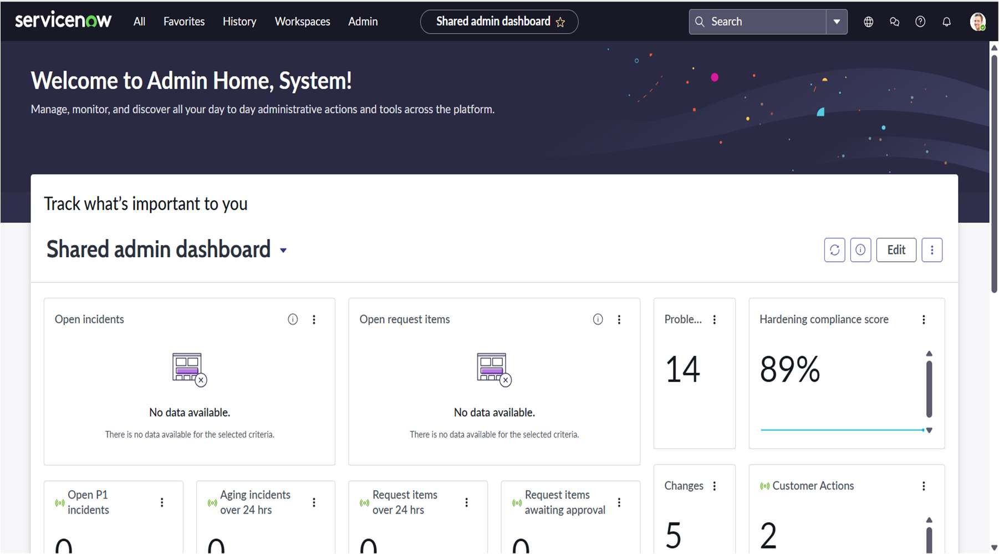 servicenow All Favorites History Workspaces Admin Shared admin dashboard Search
Welcome to Admin Home, System!
Manage, monitor, and discover all your day to day administrative actions and tools across the platform.
Track what's important to you
Shared admin dashboard
Edit
Open incidents
No data available.
There is no data available for the selected criteria.
Open request items
No data available.
There is no data available for the selected criteria.
Proble...
14
Hardening compliance score
89%
Open P1
incidents
0
Aging incidents
over 24 hrs
0
Request items
over 24 hrs
0
Request items
awaiting approval
0
Changes
5
Customer Actions
2